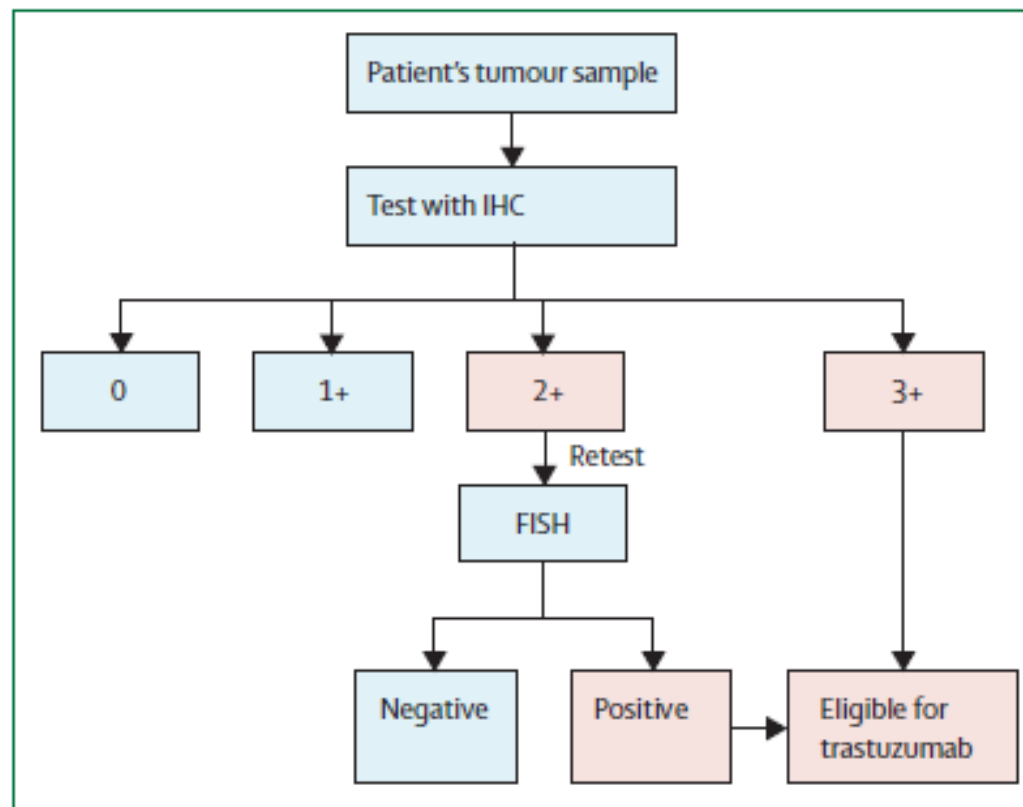 Patient's tumour sample
Test with IHC
0
1+
2+
3+
Retest
FISH
Negative
Positive
Eligible for
trastuzumab